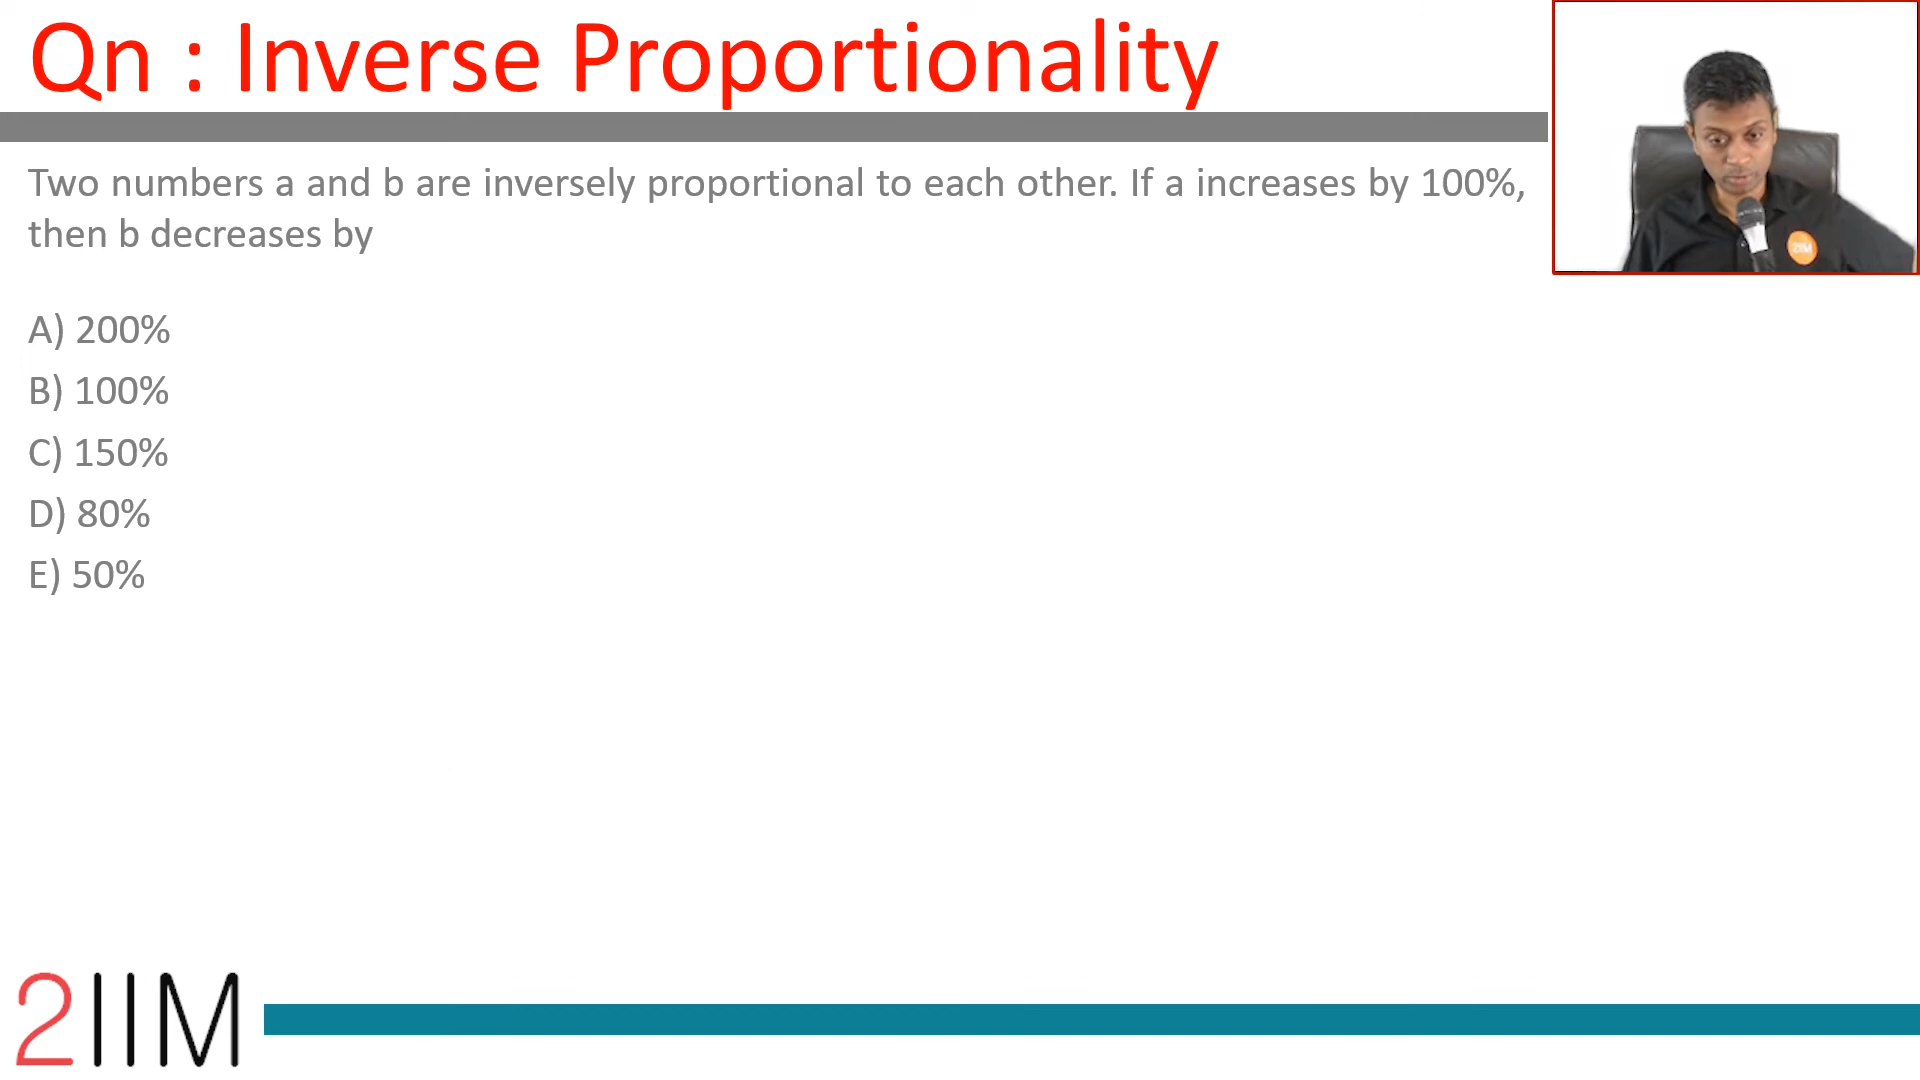 Qn : Inverse Proportionality
Two numbers a and b are inversely proportional to each other. If a increases by 100%,
then b decreases by
A) 200%
B) 100%
C) 150%
D) 80%
E) 50%
2IIM
2IIM